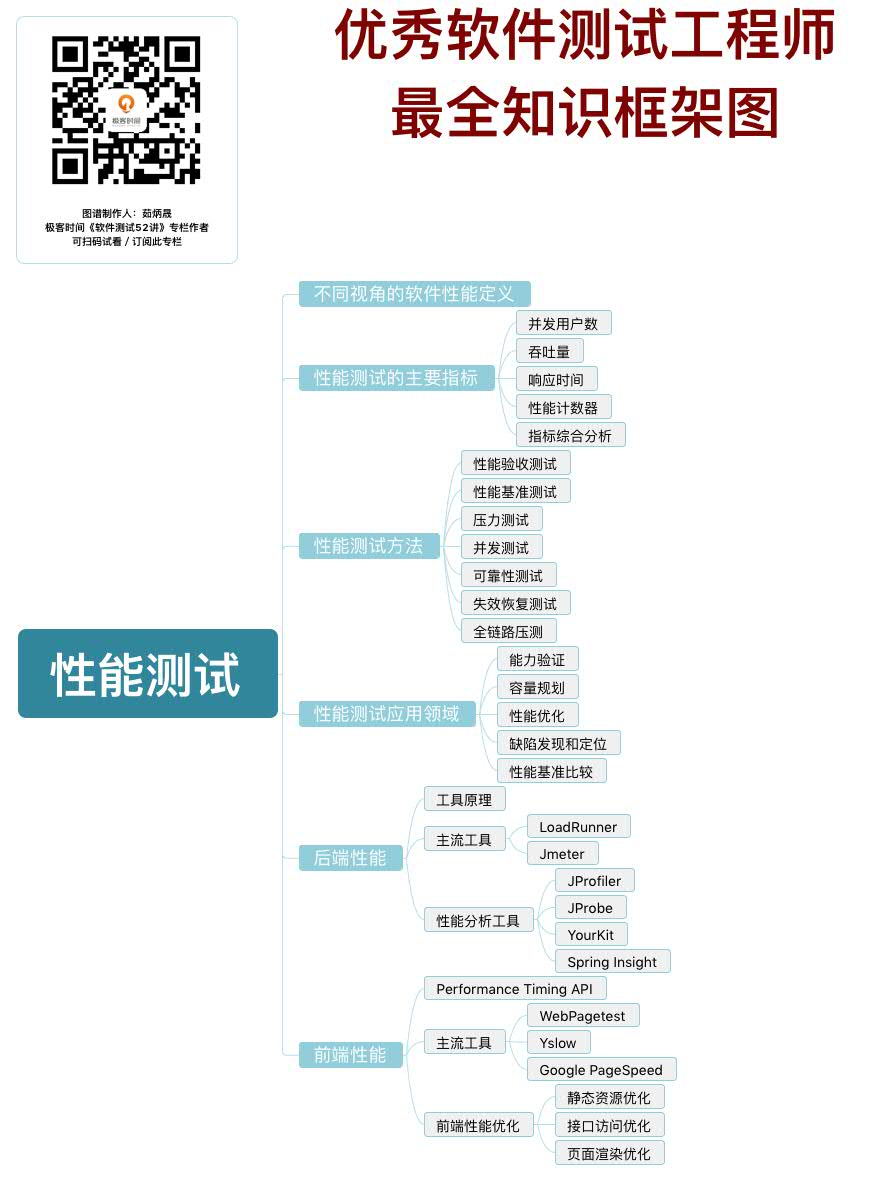 优秀软件测试工程师
最全知识框架图
极客时间
图谱制作人：茹炳晟
极客时间《软件测试52讲》专栏作者
可扫码试看 / 订阅此专栏
性能测试
不同视角的软件性能定义
性能测试的主要指标
并发用户数
吞吐量
响应时间
性能计数器
指标综合分析
性能测试方法
性能验收测试
性能基准测试
压力测试
并发测试
可靠性测试
失效恢复测试
全链路压测
性能测试应用领域
能力验证
容量规划
性能优化
缺陷发现和定位
性能基准比较
后端性能
工具原理
主流工具
LoadRunner
Jmeter
性能分析工具
JProfiler
JProbe
YourKit
Spring Insight
前端性能
Performance Timing API
主流工具
WebPagetest
Yslow
Google PageSpeed
前端性能优化
静态资源优化
接口访问优化
页面渲染优化